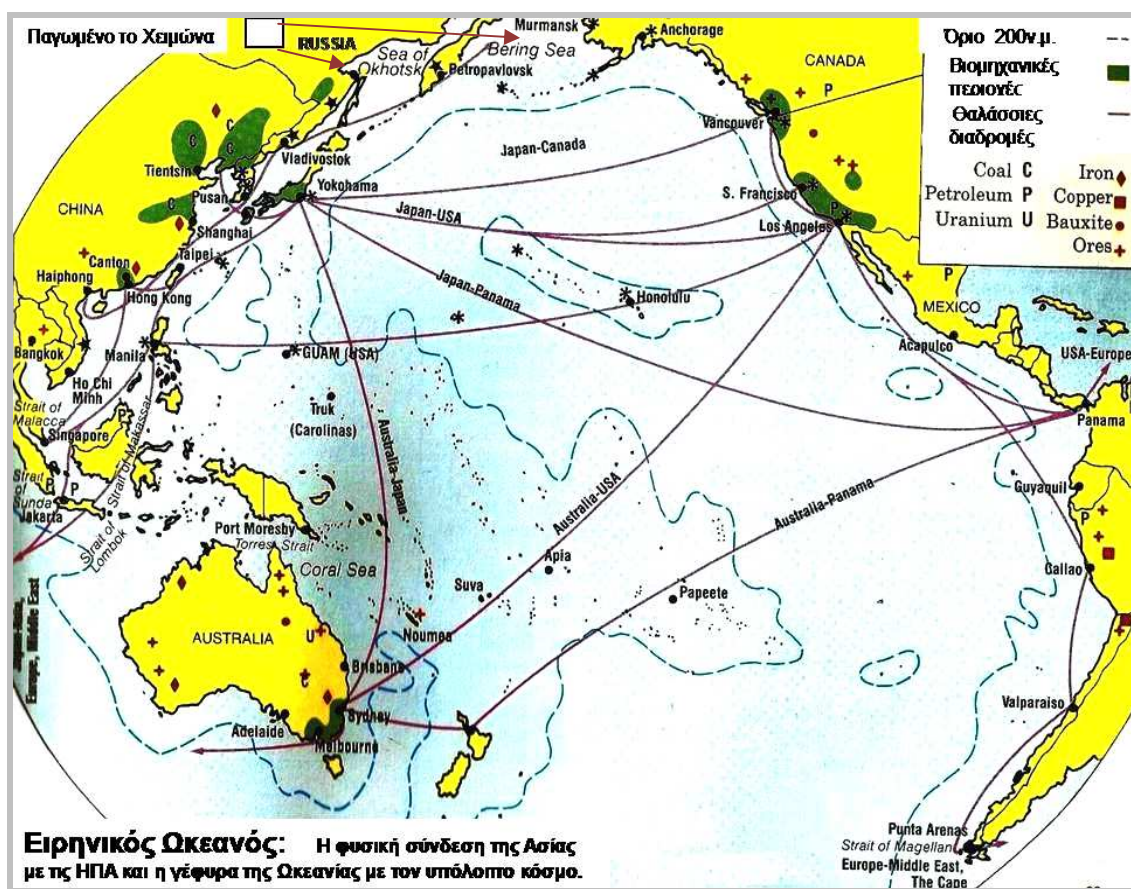 Παγωμένο το Χειμώνα
RUSSIA
Murmansk
Bering Sea
Anchorage
Sea of
Okhotsk
Petropavlovsk
CANADA
Όριο 200ν.μ.
Βιομηχανικές
περιογές
Θαλάσσιες
διαδρομές
Coal C
Iron
Petroleum P
Copper
Uranium U
Bauxite
Ores
C
C
C
P
Vancouver
Japan-Canada
Tientsin
Vladivostok
Pusan
Yokohama
CHINA
C
Shanghai
Japan-USA
S. Francisco
P
Los Angeles
Taipei
Canton
Haiphong
Hong Kong
Japan-Panama
Honolulu
P
MEXICO
Bangkok
Manila
GUAM (USA)
Acapulco
USA-Europe
Ho Chi
Minh
Truk
(Carolinas)
Strait of
Malacca
Singapore
P
Strait of Makassar
Panama
Australia-Japan
Australia-USA
Australia-Panama
Strait
of
Sunda
P
P
Jakarta
Strait of
Lombok
Guyaquil
P
Port Moresby
Torres Strait
Coral Sea
Apia
Suva
Papeete
Callao
Europe, Middle East
AUSTRALIA
U
Noumea
C
Brisbane
Sydney
Adelaide
Melbourne
Valparaiso
Punta Arenas
Strait of Magellan
Europe-Middle East,
The Cape
Ειρηνικός Ωκεανός: Η φυσική σύνδεση της Ασίας
με τις ΗΠΑ και η γέφυρα της Ωκεανίας με τον υπόλοιπο κόσμο.